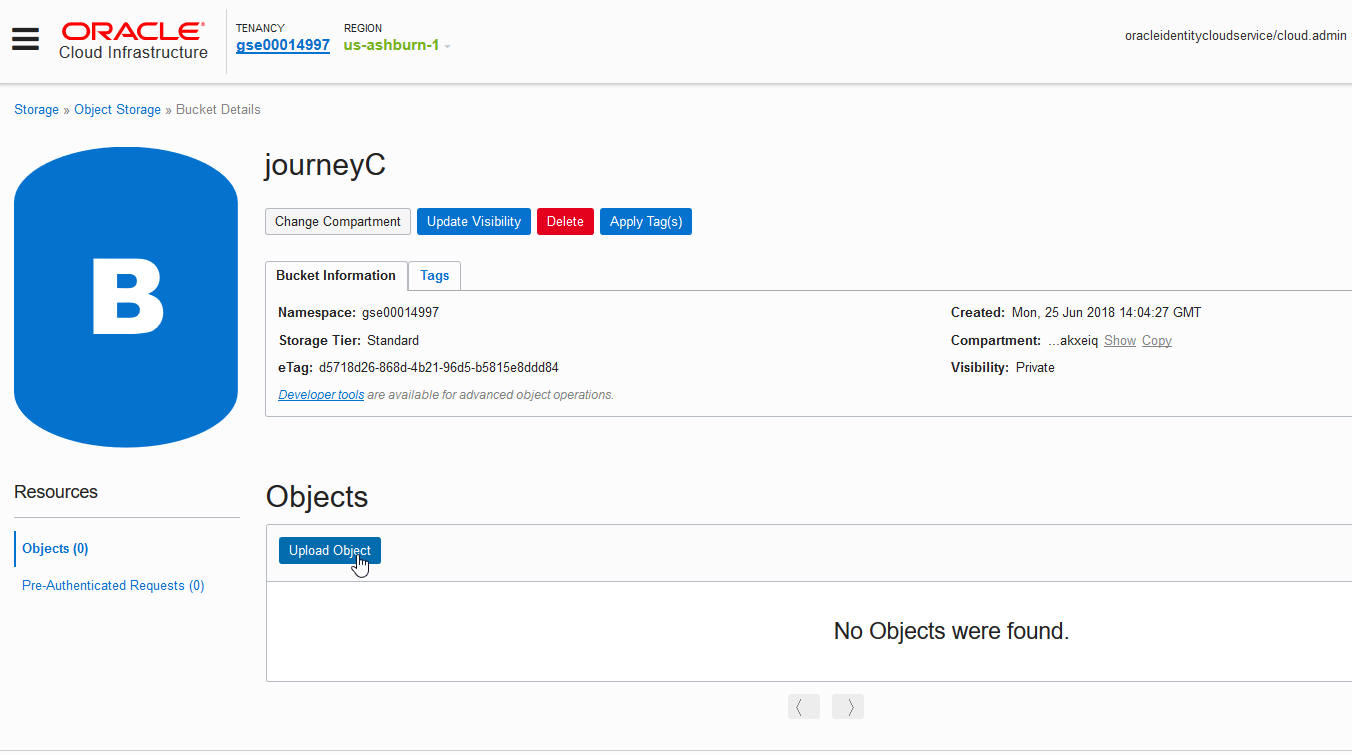 ORACLE
Cloud Infrastructure
TENANCY
gse00014997
REGION
us-ashburn-1
oracleidentitycloudservice/cloud.admin
Storage » Object Storage » Bucket Details
B
journeyC
Change Compartment Update Visibility Delete Apply Tag(s)
Bucket Information Tags
Namespace: gse00014997
Storage Tier: Standard
eTag: d5718d26-868d-4b21-96d5-b5815e8ddd84
Developer tools are available for advanced object operations.
Created: Mon, 25 Jun 2018 14:04:27 GMT
Compartment: ...akxeiq Show Copy
Visibility: Private
Resources
Objects (0)
Pre-Authenticated Requests (0)
Objects
Upload Object
No Objects were found.